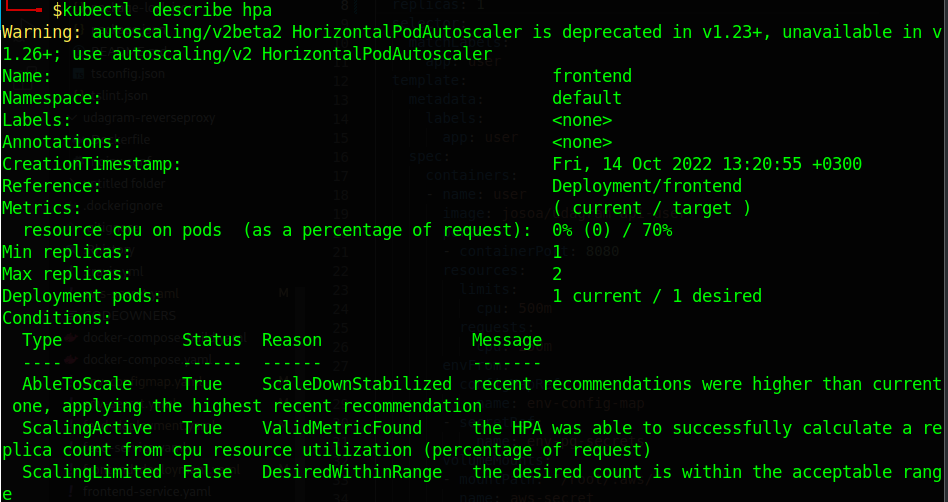 $kubectl  describe hpa
Warning: autoscaling/v2beta2 HorizontalPodAutoscaler is deprecated in v1.23+, unavailable in v
1.26+; use autoscaling/v2 HorizontalPodAutoscaler
Name: frontend
Namespace: default
Labels: <none>
Annotations: <none>
CreationTimestamp: Fri, 14 Oct 2022 13:20:55 +0300
Reference: Deployment/frontend
Metrics: ( current / target )
resource cpu on pods  (as a percentage of request): 0% (0) / 70%
Min replicas: 1
Max replicas: 2
Deployment pods: 1 current / 1 desired
Conditions:
Type Status Reason Message
---- ------ ------ -------
AbleToScale True ScaleDownStabilized recent recommendations were higher than current
one, applying the highest recent recommendation
ScalingActive True ValidMetricFound the HPA was able to successfully calculate a re
plica count from cpu resource utilization (percentage of request)
ScalingLimited False DesiredWithinRange the desired count is within the acceptable rang
e